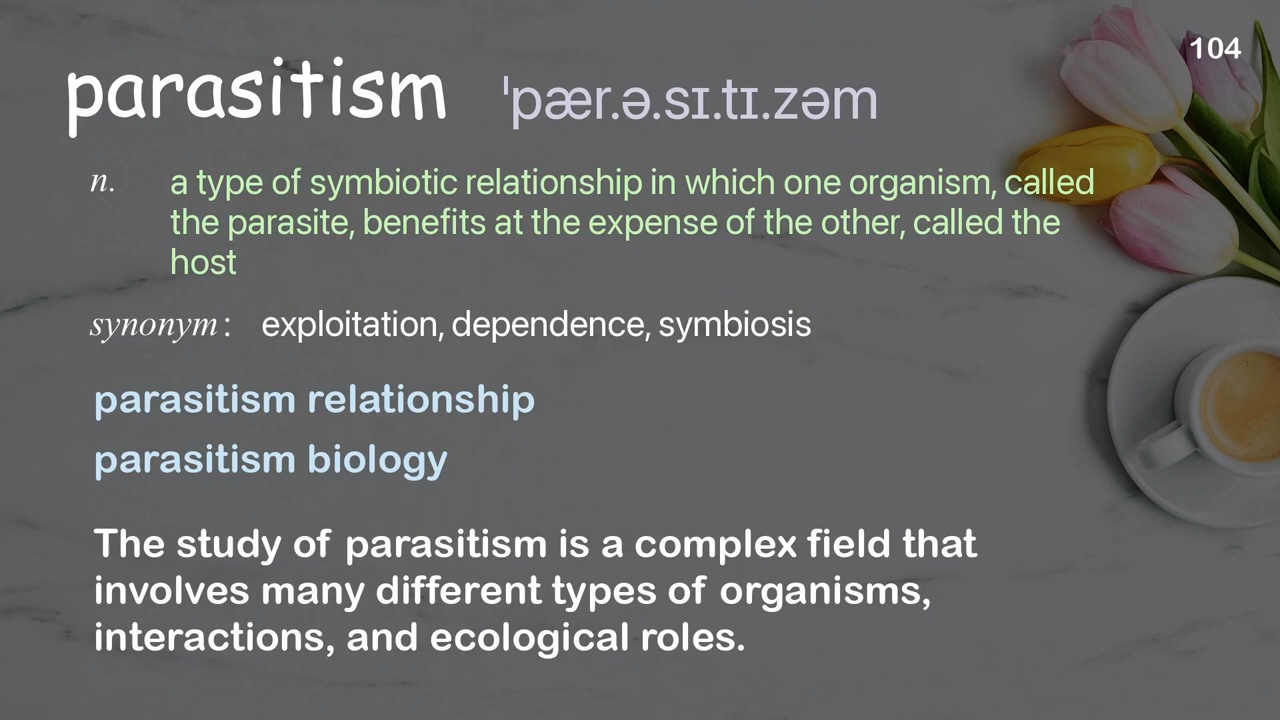 104
parasitism ˈpær.ə.sɪ.tɪ.zəm
n. a type of symbiotic relationship in which one organism, called
the parasite, benefits at the expense of the other, called the
host
synonym: exploitation, dependence, symbiosis
parasitism relationship
parasitism biology
The study of parasitism is a complex field that
involves many different types of organisms,
interactions, and ecological roles.